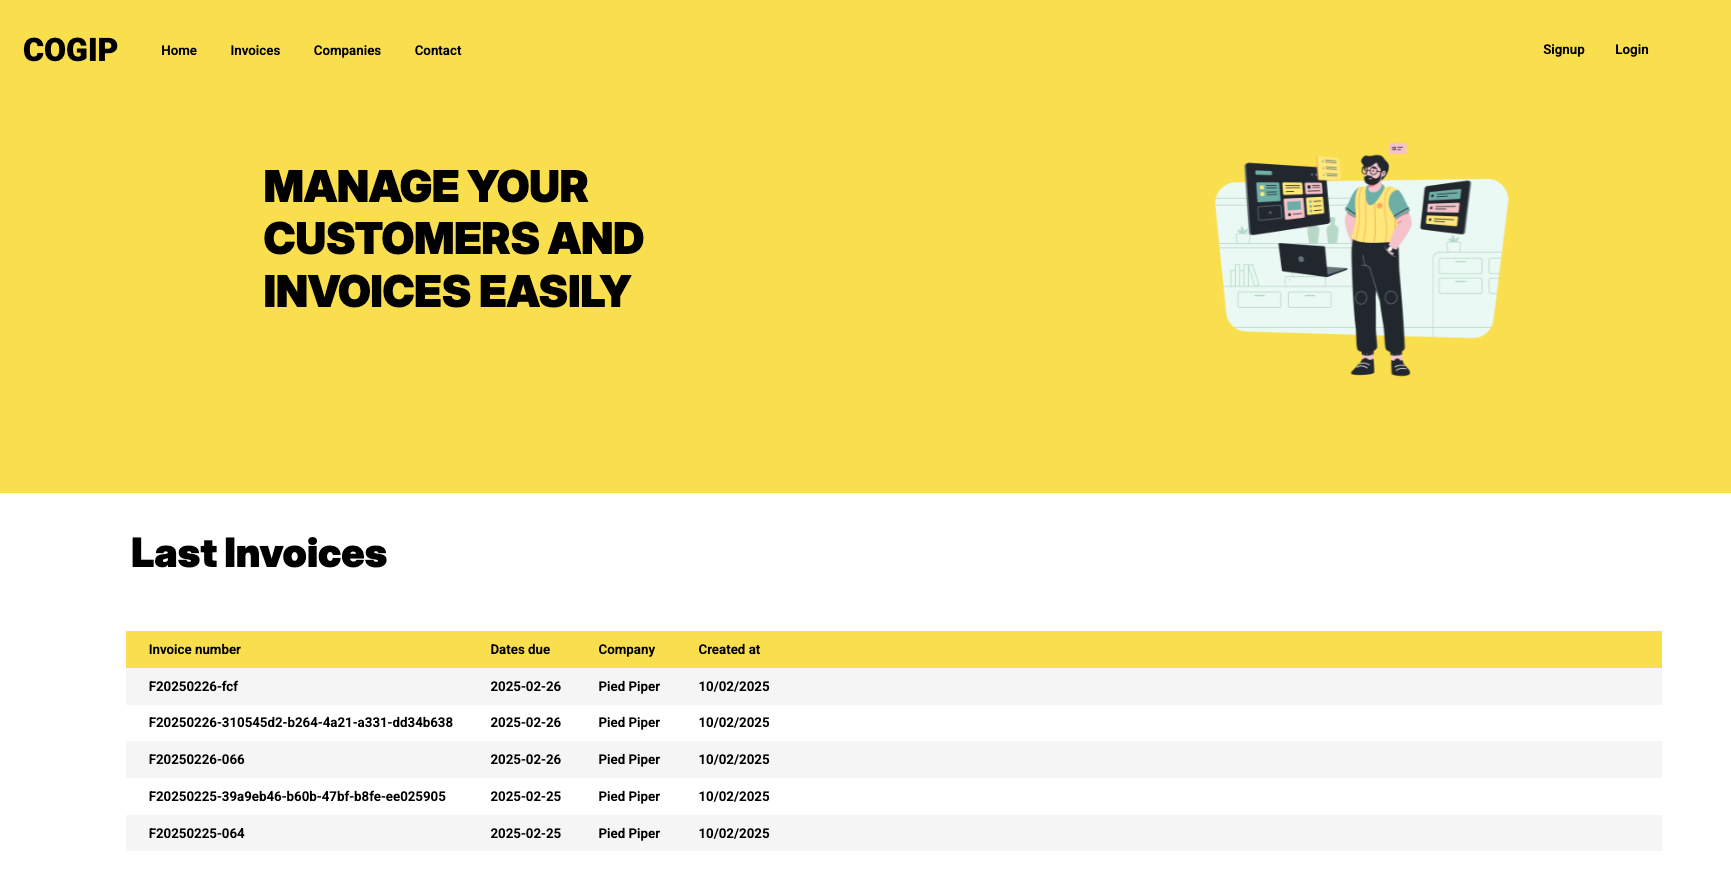 COGIP Home Invoices Companies Contact Signup Login
MANAGE YOUR
CUSTOMERS AND
INVOICES EASILY
Last Invoices
Invoice number Dates due Company Created at
F20250226-fcf 2025-02-26 Pied Piper 10/02/2025
F20250226-310545d2-b264-4a21-a331-dd34b638 2025-02-26 Pied Piper 10/02/2025
F20250226-066 2025-02-26 Pied Piper 10/02/2025
F20250225-39a9eb46-b60b-47bf-b8fe-ee025905 2025-02-25 Pied Piper 10/02/2025
F20250225-064 2025-02-25 Pied Piper 10/02/2025